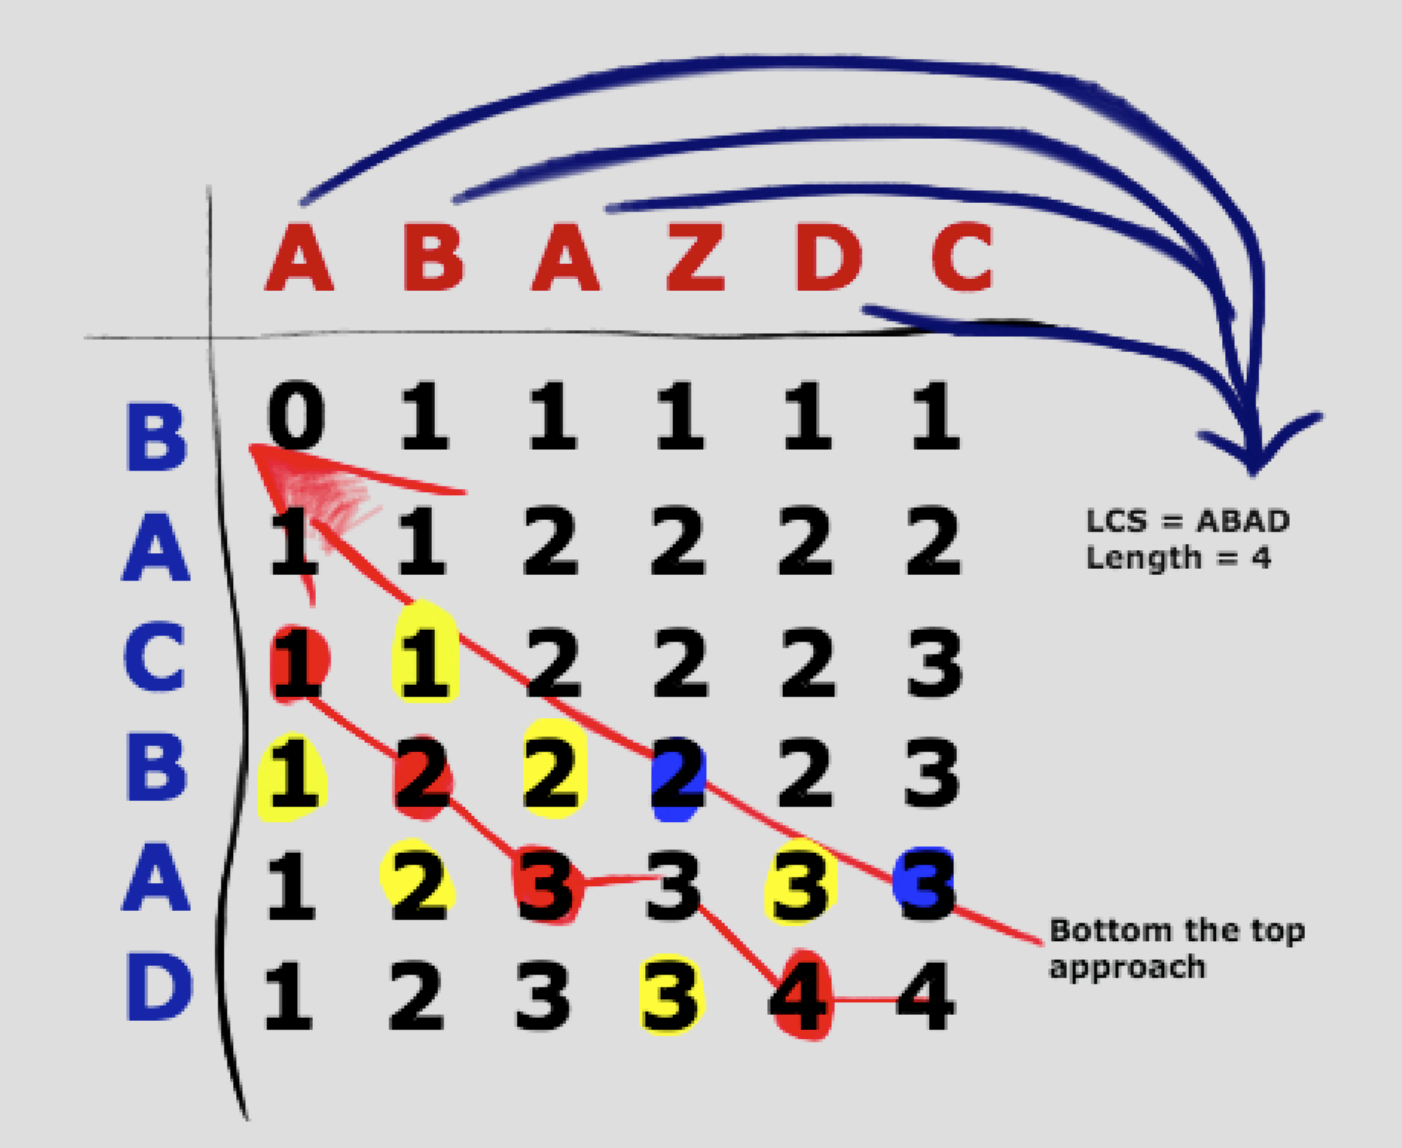 A B A Z D C
B 0 1 1 1 1 1
A 1 1 2 2 2 2
C 1 1 2 2 2 3
B 1 2 2 2 2 3
A 1 2 3 3 3 3
D 1 2 3 3 4 4
LCS = ABAD
Length = 4
Bottom the top
approach